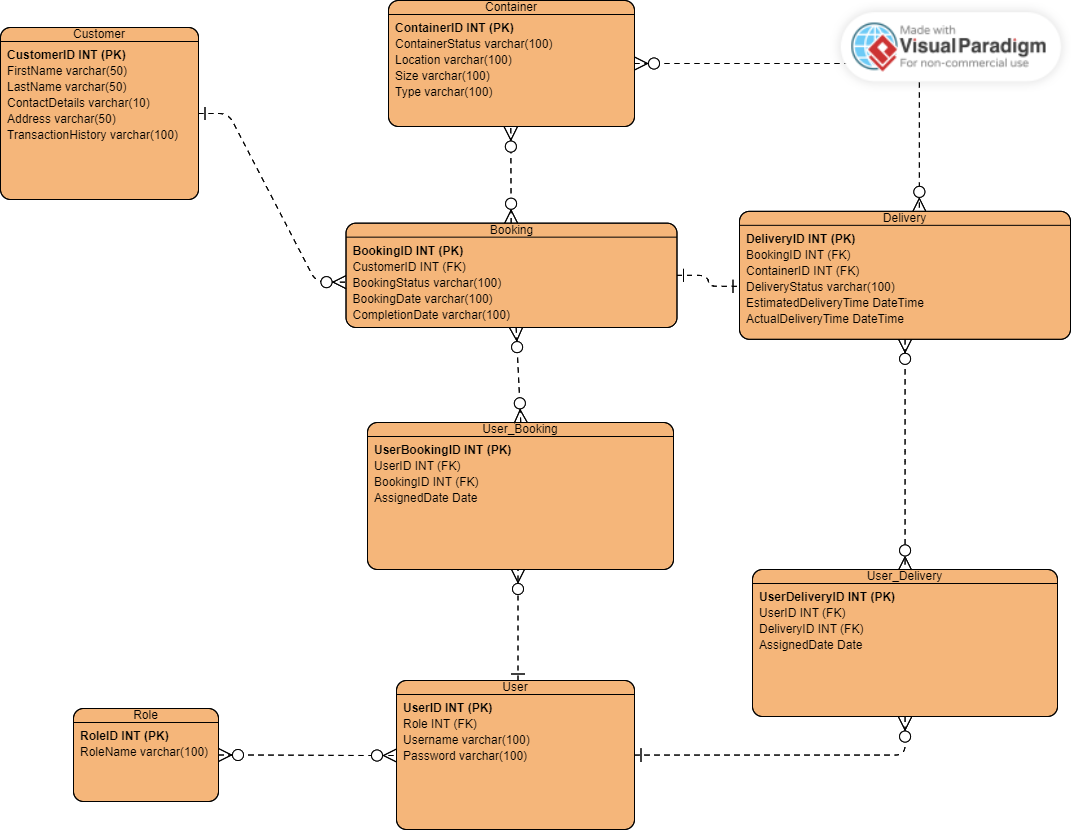 Container
ContainerID INT (PK)
ContainerStatus varchar(100)
Location varchar(100)
Size varchar(100)
Type varchar(100)
Customer
CustomerID INT (PK)
FirstName varchar(50)
LastName varchar(50)
ContactDetails varchar(10)
Address varchar(50)
TransactionHistory varchar(100)
Made with
Visual Paradigm
For non-commercial use
Booking
BookingID INT (PK)
CustomerID INT (FK)
BookingStatus varchar(100)
BookingDate varchar(100)
CompletionDate varchar(100)
Delivery
DeliveryID INT (PK)
BookingID INT (FK)
ContainerID INT (FK)
DeliveryStatus varchar(100)
EstimatedDeliveryTime DateTime
ActualDeliveryTime DateTime
User_Booking
UserBookingID INT (PK)
UserID INT (FK)
BookingID INT (FK)
AssignedDate Date
User_Delivery
UserDeliveryID INT (PK)
UserID INT (FK)
DeliveryID INT (FK)
AssignedDate Date
User
UserID INT (PK)
Role INT (FK)
Username varchar(100)
Password varchar(100)
Role
RoleID INT (PK)
RoleName varchar(100)